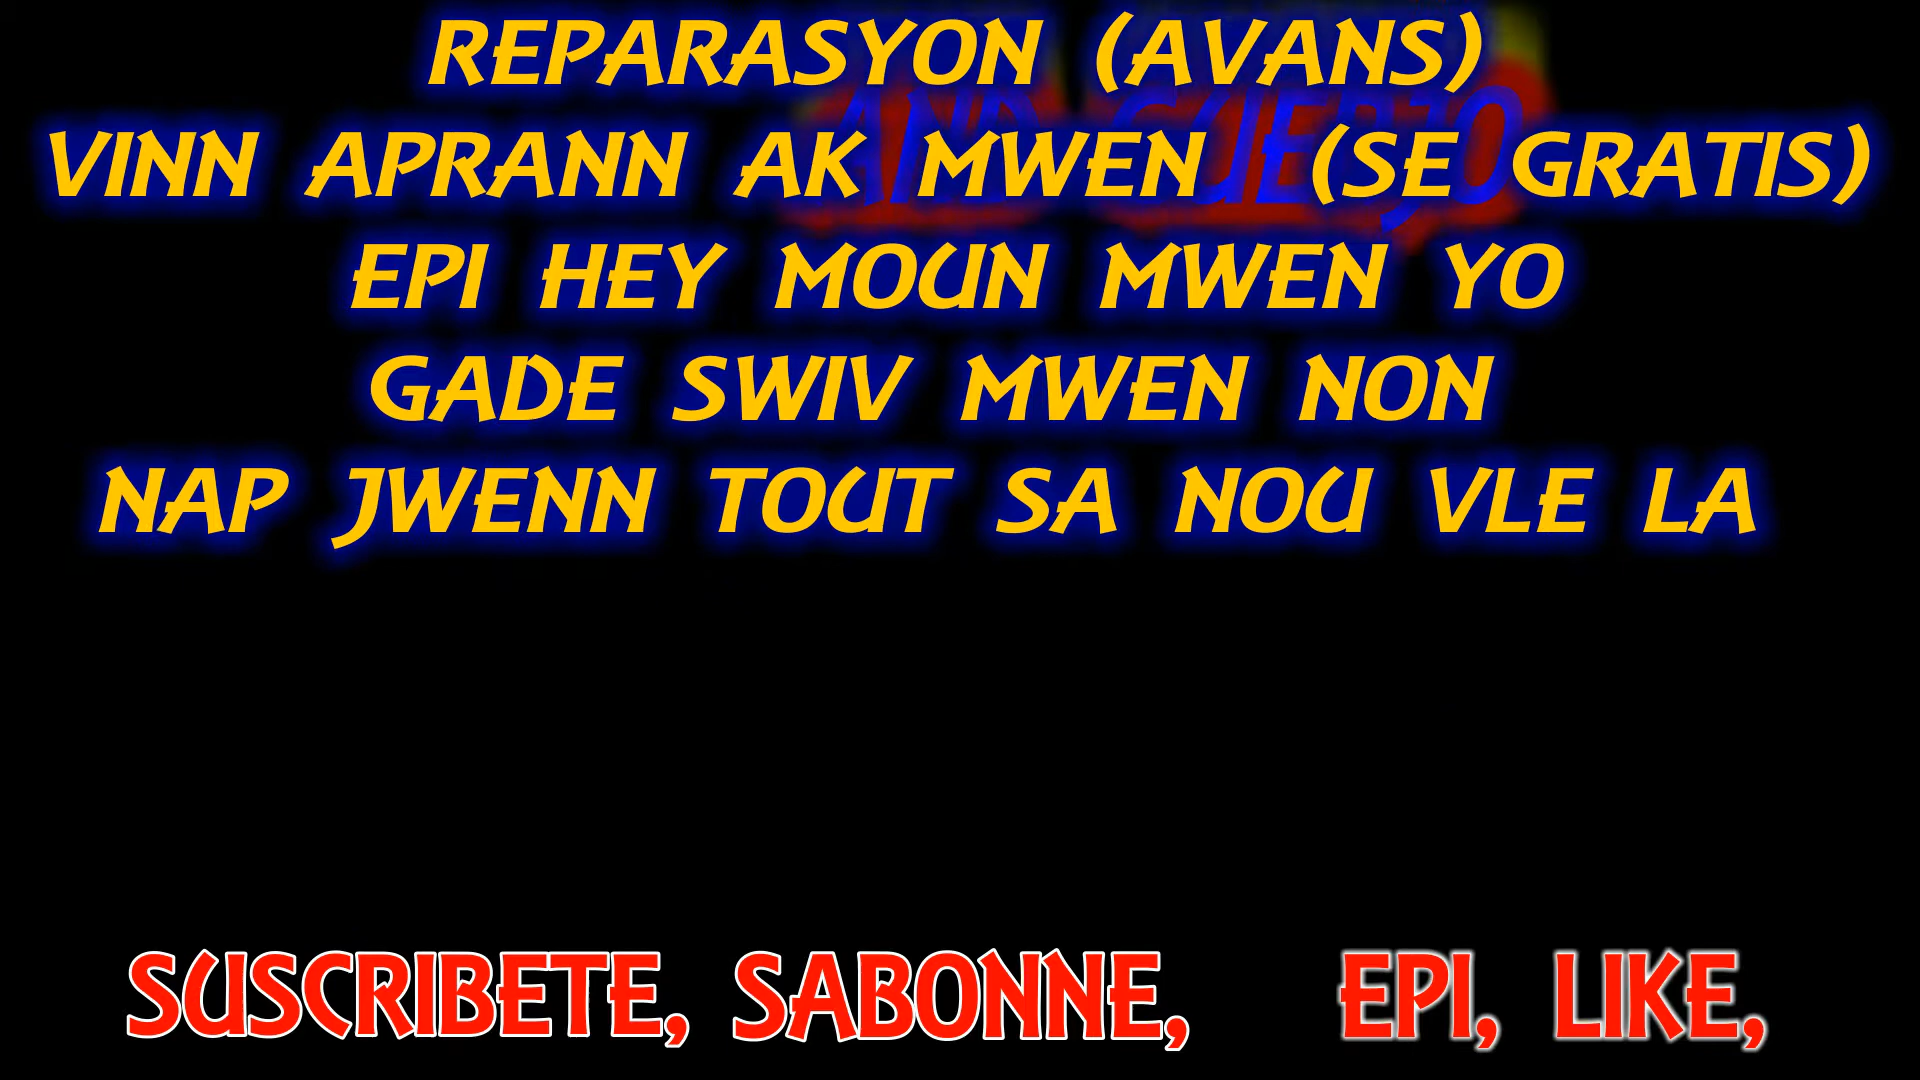 REPARASYON (AVANS)
VINN APRANN AK MWEN (SE GRATIS)
EPI HEY MOUN MWEN YO
GADE SWIV MWEN NON
NAP JWENN TOUT SA NOU VLE LA
SUSCRIBETE, SABONNE, EPI, LIKE,